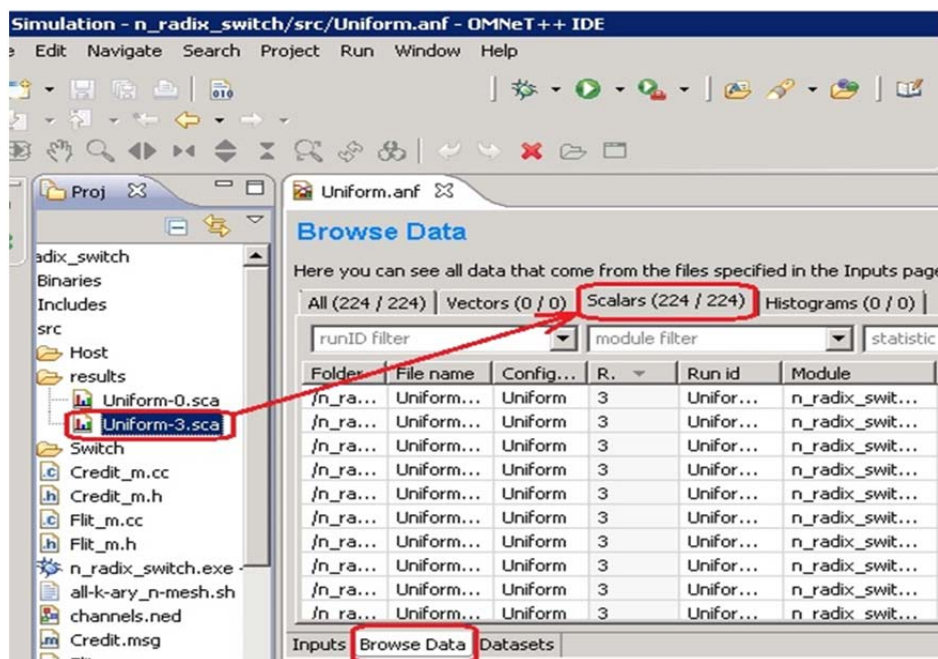 Simulation - n_radix_switch/src/Uniform.anf - OMNeT++ IDE
Edit Navigate Search Project Run Window Help
010
Proj
Uniform.anf
Browse Data
Here you can see all data that come from the files specified in the Inputs page
All (224 / 224) Vectors (0 / 0) Scalars (224 / 224) Histograms (0 / 0)
runID filter module filter statistic
Folder File name Config... R. Run id Module
/n_ra... Uniform... Uniform 3 Unifor... n_radix_swit...
/n_ra... Uniform... Uniform 3 Unifor... n_radix_swit...
/n_ra... Uniform... Uniform 3 Unifor... n_radix_swit...
/n_ra... Uniform... Uniform 3 Unifor... n_radix_swit...
/n_ra... Uniform... Uniform 3 Unifor... n_radix_swit...
/n_ra... Uniform... Uniform 3 Unifor... n_radix_swit...
/n_ra... Uniform... Uniform 3 Unifor... n_radix_swit...
/n_ra... Uniform... Uniform 3 Unifor... n_radix_swit...
/n_ra... Uniform... Uniform 3 Unifor... n_radix_swit...
/n_ra... Uniform... Uniform 3 Unifor... n_radix_swit...
Inputs Browse Data Datasets
adix_switch
Binaries
Includes
src
Host
results
Uniform-0.sca
Uniform-3.sca
Switch
Credit_m.cc
Credit_m.h
Flit_m.cc
Flit_m.h
n_radix_switch.exe -
all-k-ary_n-mesh.sh
channels.ned
Credit.msg